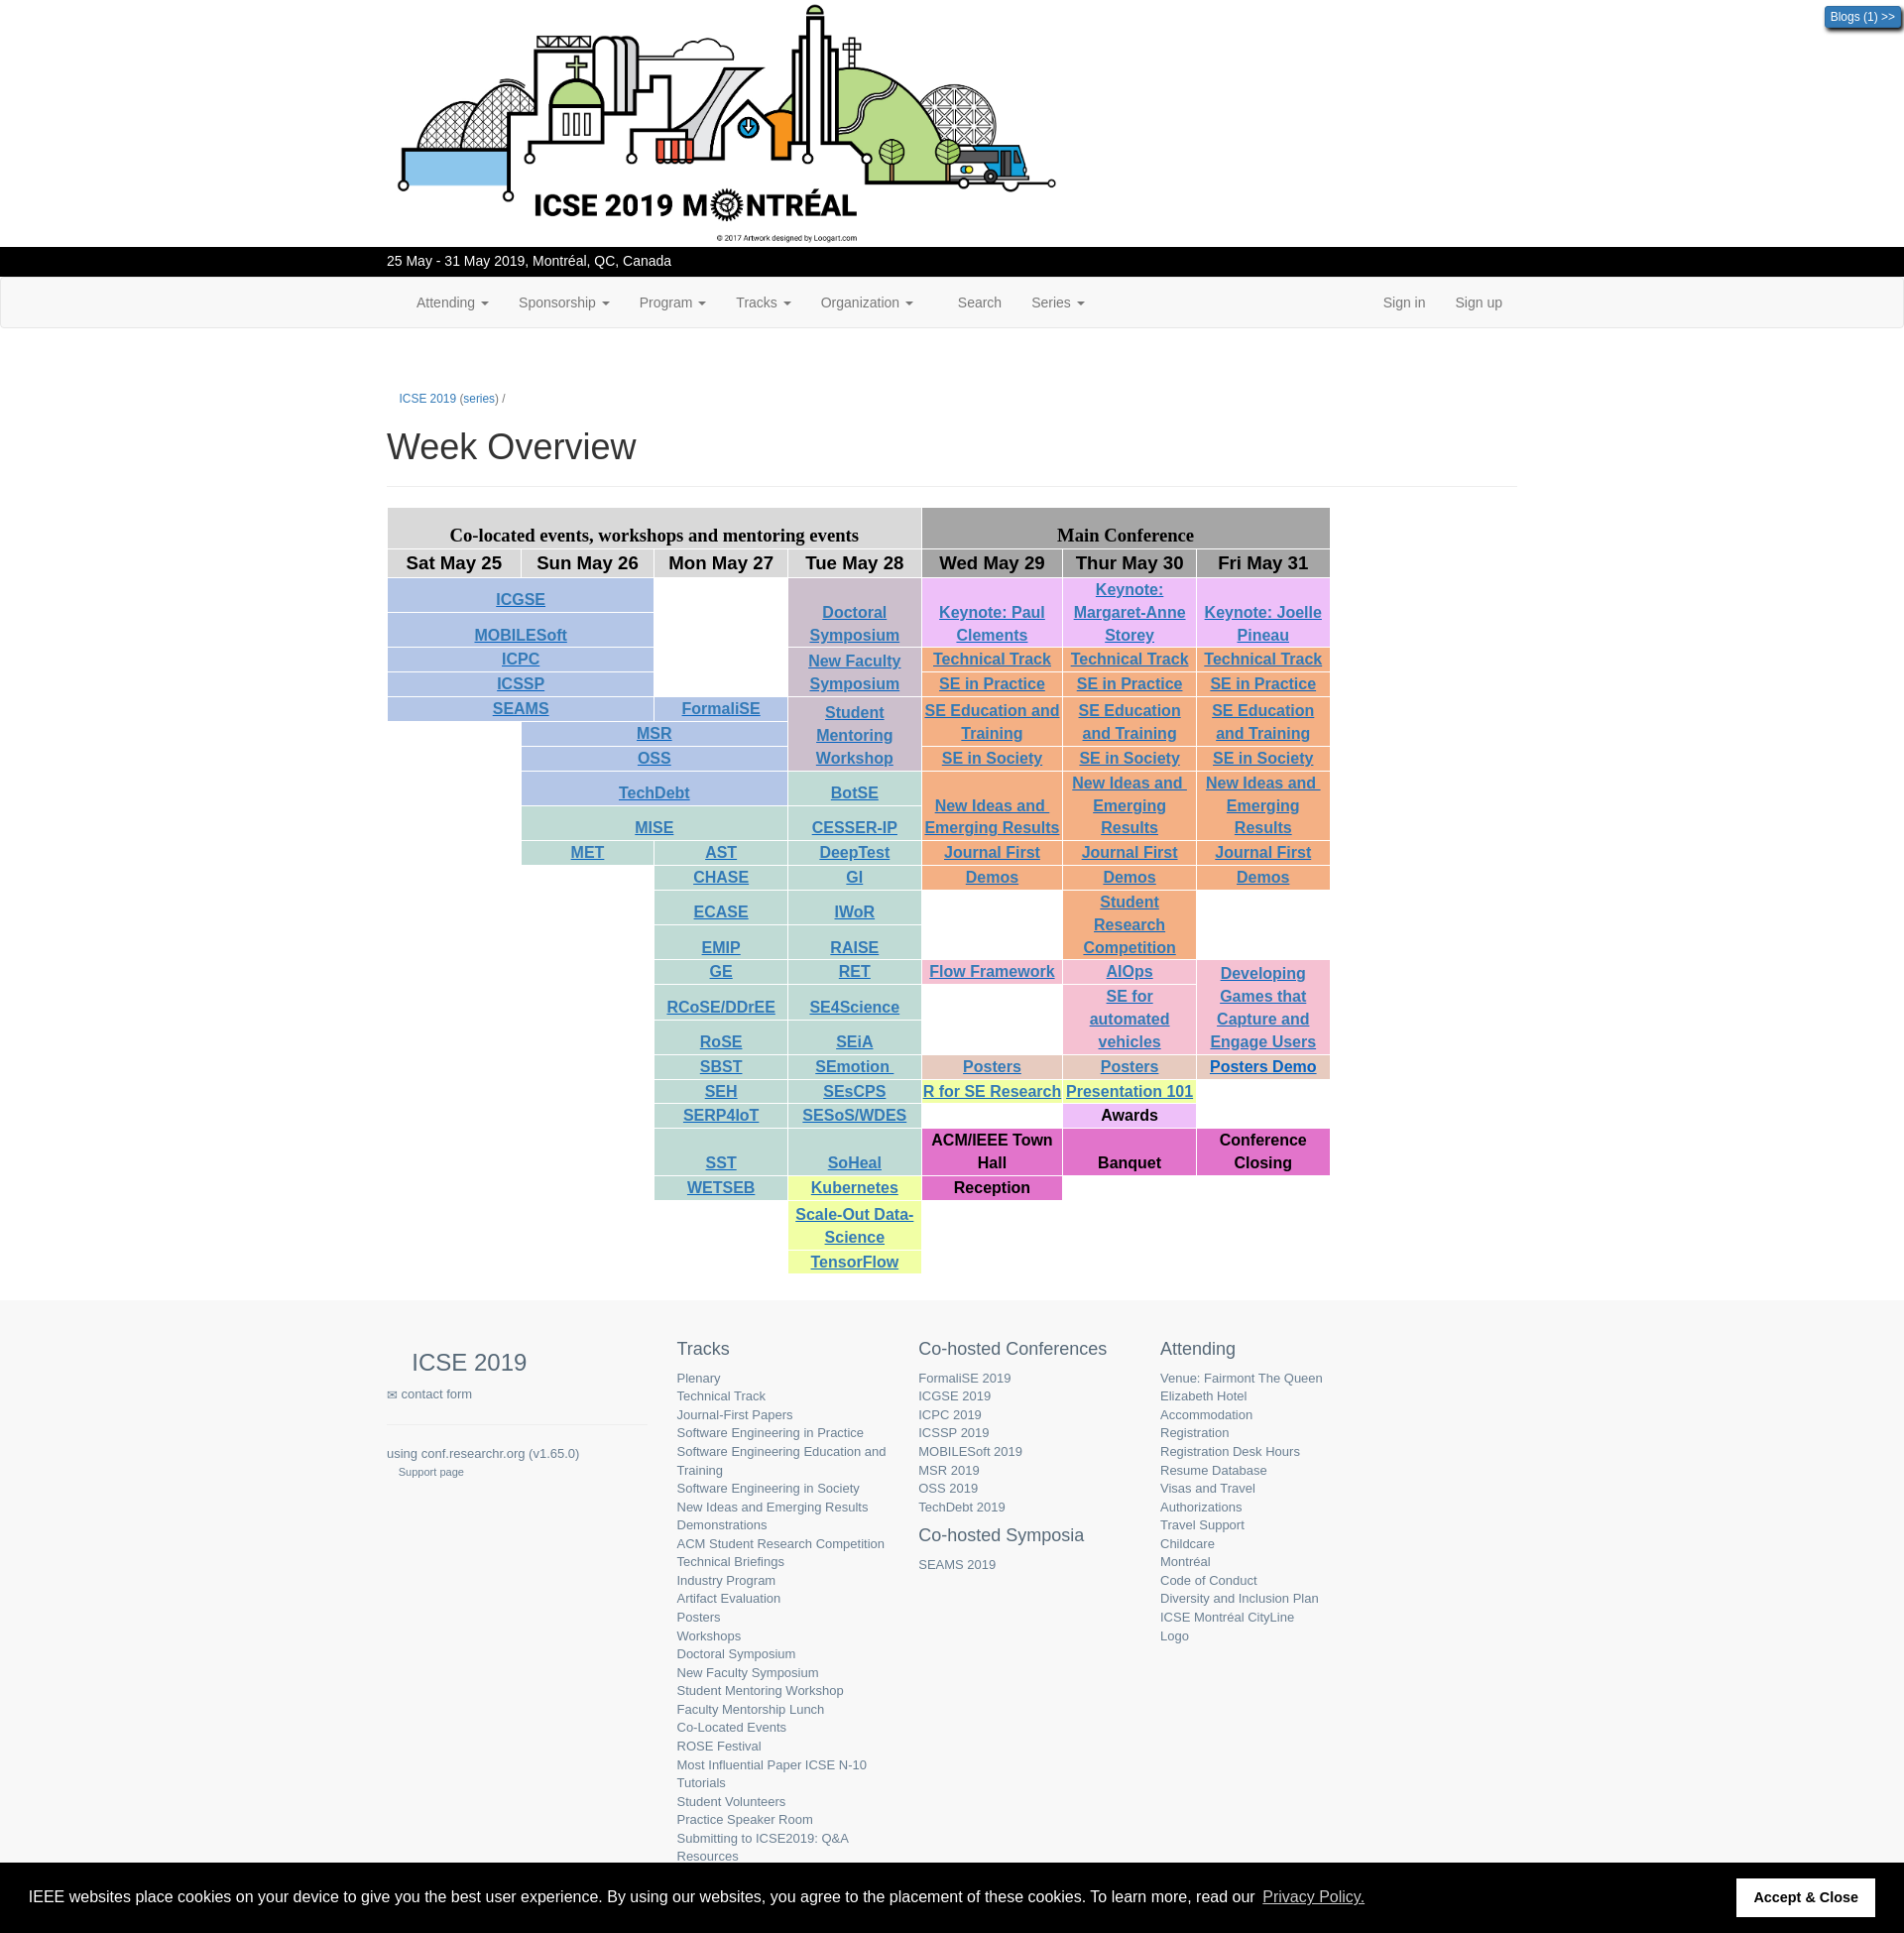 Blogs (1) >>
ICSE 2019 MONTRÉAL
© 2017 Artwork designed by Loogart.com
25 May - 31 May 2019, Montréal, QC, Canada
Attending Sponsorship Program Tracks Organization Search Series Sign in Sign up
ICSE 2019 (series) /
Week Overview
Co-located events, workshops and mentoring events Main Conference
Sat May 25 Sun May 26 Mon May 27 Tue May 28 Wed May 29 Thur May 30 Fri May 31
ICGSE
MOBILESoft
Doctoral
Symposium
Keynote: Paul
Clements
Keynote:
Margaret-Anne
Storey
Keynote: Joelle
Pineau
ICPC
ICSSP
New Faculty
Symposium
Technical Track Technical Track Technical Track
SE in Practice SE in Practice SE in Practice
SEAMS FormaliSE
MSR
OSS
Student
Mentoring
Workshop
SE Education and
Training
SE Education
and Training
SE Education
and Training
SE in Society SE in Society SE in Society
TechDebt BotSE
MISE CESSER-IP
New Ideas and
Emerging Results
New Ideas and
Emerging
Results
New Ideas and
Emerging
Results
MET AST DeepTest Journal First Journal First Journal First
CHASE GI Demos Demos Demos
ECASE IWoR
EMIP RAISE
Student
Research
Competition
GE RET Flow Framework AIOps
RCoSE/DDrEE SE4Science
RoSE SEiA
SE for
automated
vehicles
Developing
Games that
Capture and
Engage Users
SBST SEmotion Posters Posters Posters Demo
SEH SEsCPS R for SE Research Presentation 101
SERP4IoT SESoS/WDES Awards
SST SoHeal
ACM/IEEE Town
Hall
Banquet
Conference
Closing
WETSEB Kubernetes Reception
Scale-Out Data-
Science
TensorFlow
ICSE 2019
✉ contact form
using conf.researchr.org (v1.65.0)
Support page
Tracks
Plenary
Technical Track
Journal-First Papers
Software Engineering in Practice
Software Engineering Education and
Training
Software Engineering in Society
New Ideas and Emerging Results
Demonstrations
ACM Student Research Competition
Technical Briefings
Industry Program
Artifact Evaluation
Posters
Workshops
Doctoral Symposium
New Faculty Symposium
Student Mentoring Workshop
Faculty Mentorship Lunch
Co-Located Events
ROSE Festival
Most Influential Paper ICSE N-10
Tutorials
Student Volunteers
Practice Speaker Room
Submitting to ICSE2019: Q&A
Resources
Co-hosted Conferences
FormaliSE 2019
ICGSE 2019
ICPC 2019
ICSSP 2019
MOBILESoft 2019
MSR 2019
OSS 2019
TechDebt 2019
Co-hosted Symposia
SEAMS 2019
Attending
Venue: Fairmont The Queen
Elizabeth Hotel
Accommodation
Registration
Registration Desk Hours
Resume Database
Visas and Travel
Authorizations
Travel Support
Childcare
Montréal
Code of Conduct
Diversity and Inclusion Plan
ICSE Montréal CityLine
Logo
IEEE websites place cookies on your device to give you the best user experience. By using our websites, you agree to the placement of these cookies. To learn more, read our Privacy Policy.
Accept & Close